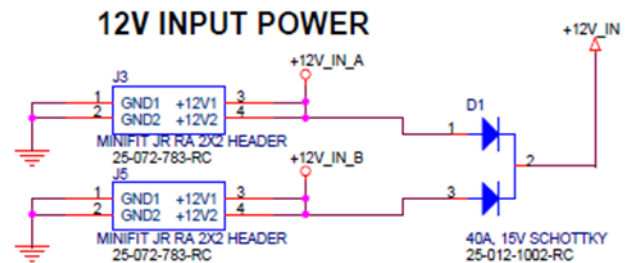 12V INPUT POWER
+12V_IN
+12V_IN_A
J3
1 GND1 +12V1 3
2 GND2 +12V2 4
MINIFIT JR RA 2X2 HEADER
25-072-783-RC
D1
1
2
3
+12V_IN_B
J5
1 GND1 +12V1 3
2 GND2 +12V2 4
MINIFIT JR RA 2X2 HEADER
25-072-783-RC
40A, 15V SCHOTTKY
25-012-1002-RC